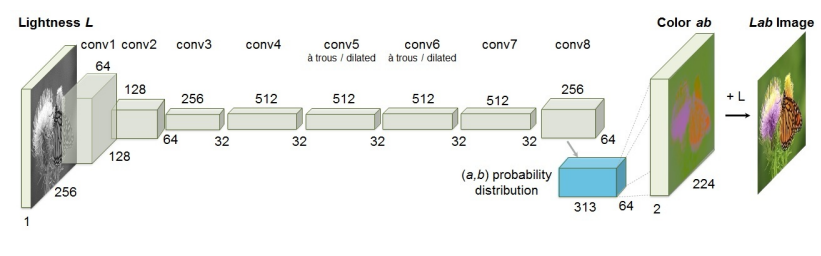 Lightness L
Color ab
Lab Image
conv1 conv2 conv3 conv4 conv5 conv6 conv7 conv8
à trous / dilated à trous / dilated
64
128
256
512
512
512
512
256
+ L
64
32
32
32
32
32
64
128
256
(a,b) probability
distribution
224
313
64
2
1